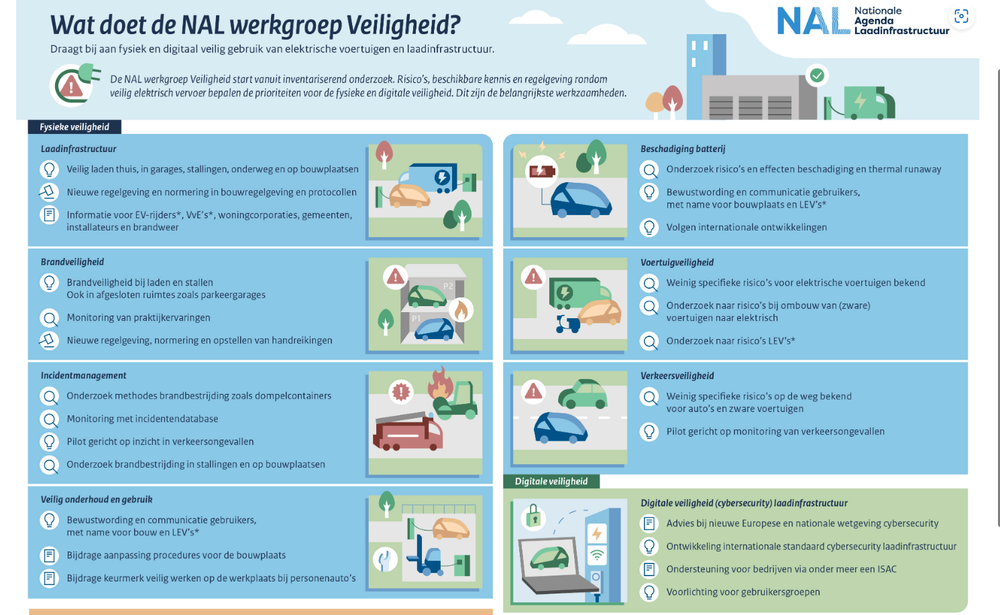 Wat doet de NAL werkgroep Veiligheid?
Draagt bij aan fysiek en digitaal veilig gebruik van elektrische voertuigen en laadinfrastructuur.
NAL Nationale
Agenda
Laadinfrastructuur
De NAL werkgroep Veiligheid start vanuit inventariserend onderzoek. Risico's, beschikbare kennis en regelgeving rondom
veilig elektrisch vervoer bepalen de prioriteiten voor de fysieke en digitale veiligheid. Dit zijn de belangrijkste werkzaamheden.
Fysieke veiligheid
Laadinfrastructuur
Veilig laden thuis, in garages, stallingen, onderweg en op bouwplaatsen
Nieuwe regelgeving en normering in bouwregelgeving en protocollen
Informatie voor EV-rijders*, VvE's*, woningcorporaties, gemeenten,
installateurs en brandweer
Brandveiligheid
Brandveiligheid bij laden en stallen
Ook in afgesloten ruimtes zoals parkeergarages
Monitoring van praktijkervaringen
Nieuwe regelgeving, normering en opstellen van handreikingen
P2
P1
Incidentmanagement
Onderzoek methodes brandbestrijding zoals dompelcontainers
Monitoring met incidentendatabase
Pilot gericht op inzicht in verkeersongevallen
Onderzoek brandbestrijding in stallingen en op bouwplaatsen
Veilig onderhoud en gebruik
Bewustwording en communicatie gebruikers,
met name voor bouw en LEV's*
Bijdrage aanpassing procedures voor de bouwplaats
Bijdrage keurmerk veilig werken op de werkplaats bij personenauto's
Beschadiging batterij
Onderzoek risico's en effecten beschadiging en thermal runaway
Bewustwording en communicatie gebruikers,
met name voor bouwplaats en LEV's*
Volgen internationale ontwikkelingen
Voertuigveiligheid
Weinig specifieke risico's voor elektrische voertuigen bekend
Onderzoek naar risico's bij ombouw van (zware)
voertuigen naar elektrisch
Onderzoek naar risico's LEV's*
Verkeersveiligheid
Weinig specifieke risico's op de weg bekend
voor auto's en zware voertuigen
Pilot gericht op monitoring van verkeersongevallen
Digitale veiligheid
Digitale veiligheid (cybersecurity) laadinfrastructuur
Advies bij nieuwe Europese en nationale wetgeving cybersecurity
Ontwikkeling internationale standaard cybersecurity laadinfrastructuur
Ondersteuning voor bedrijven via onder meer een ISAC
Voorlichting voor gebruikersgroepen